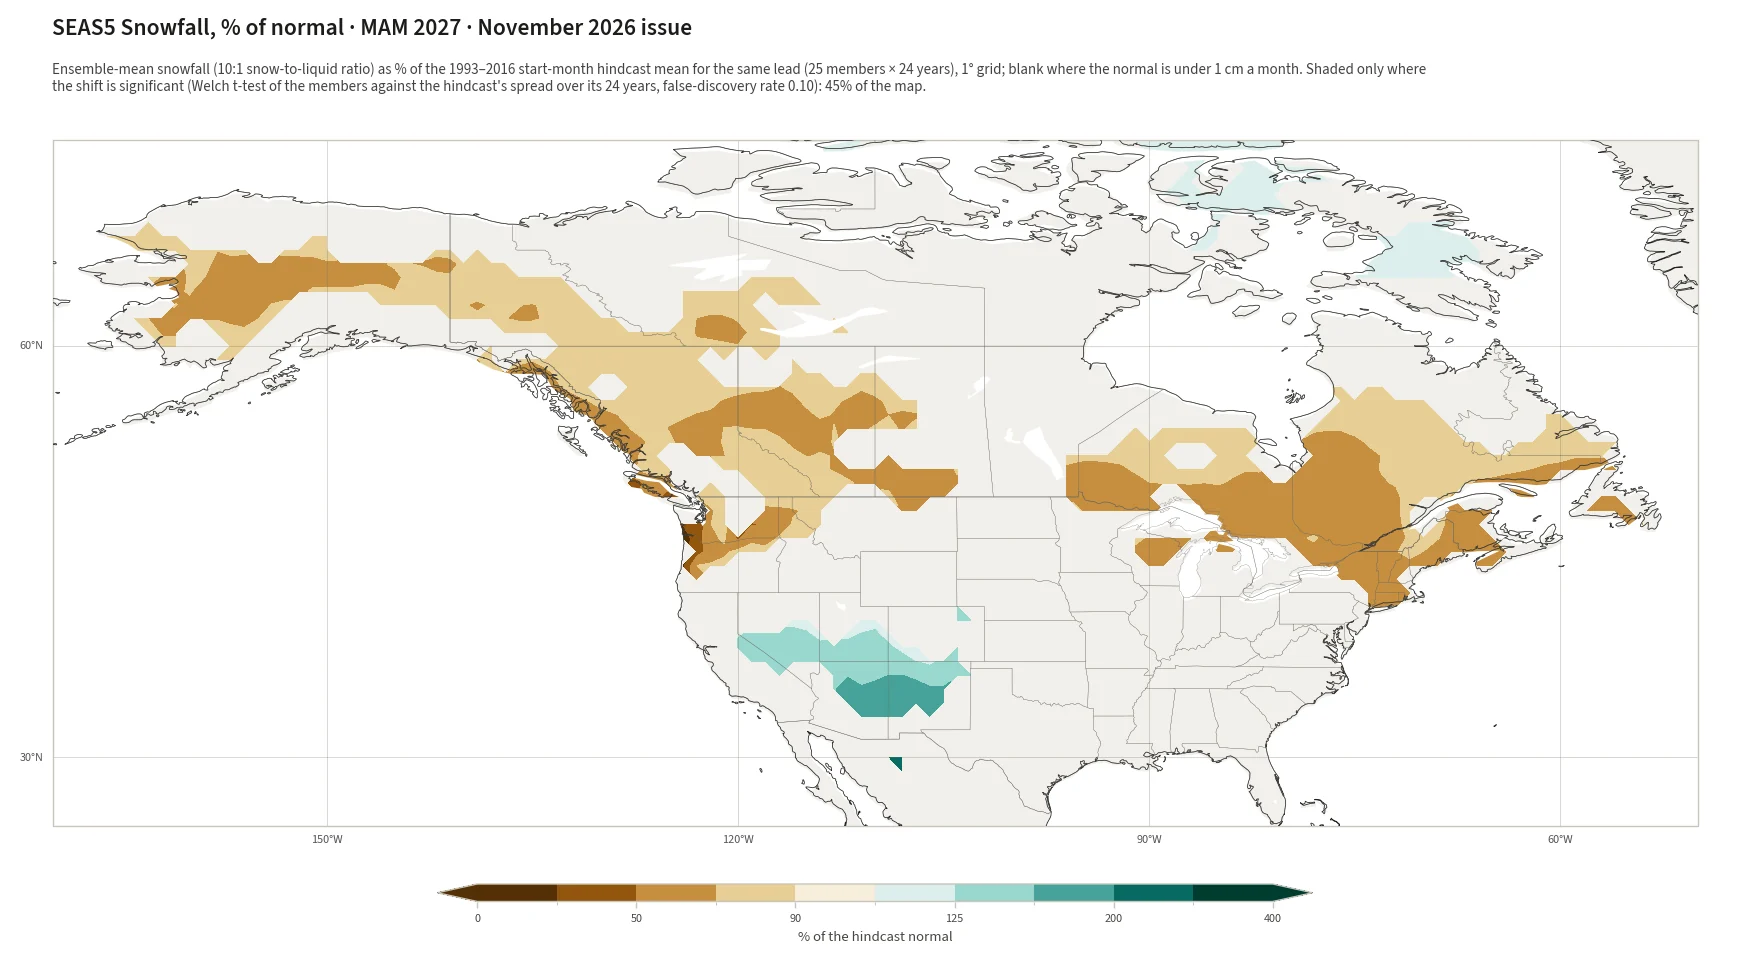 SEAS5 Snowfall, % of normal · MAM 2027 · November 2026 issue
Ensemble-mean snowfall (10:1 snow-to-liquid ratio) as % of the 1993–2016 start-month hindcast mean for the same lead (25 members × 24 years), 1° grid; blank where the normal is under 1 cm a month. Shaded only where
the shift is significant (Welch t-test of the members against the hindcast's spread over its 24 years, false-discovery rate 0.10): 45% of the map.
60°N
30°N
150°W 120°W 90°W 60°W
0 50 90 125 200 400
% of the hindcast normal